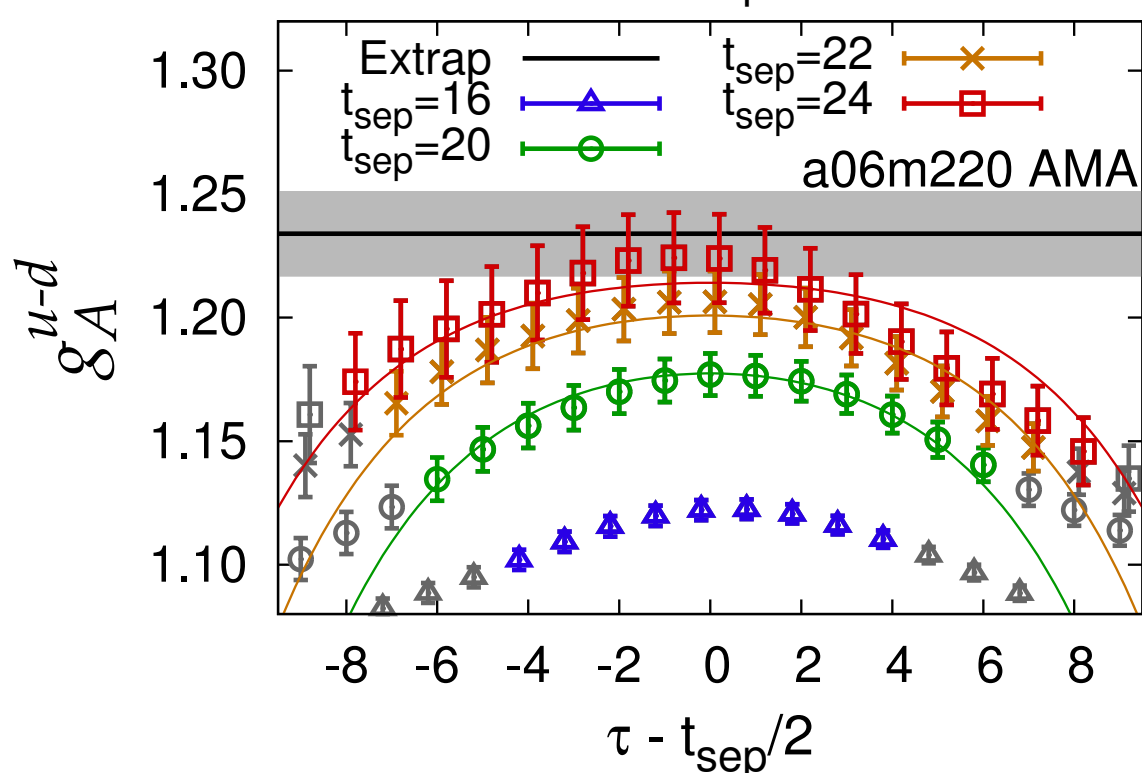 Extrap
t_sep=16
t_sep=20
t_sep=22
t_sep=24
a06m220 AMA
g_A^{u-d}
1.30
1.25
1.20
1.15
1.10
-8 -6 -4 -2 0 2 4 6 8
τ - t_sep/2